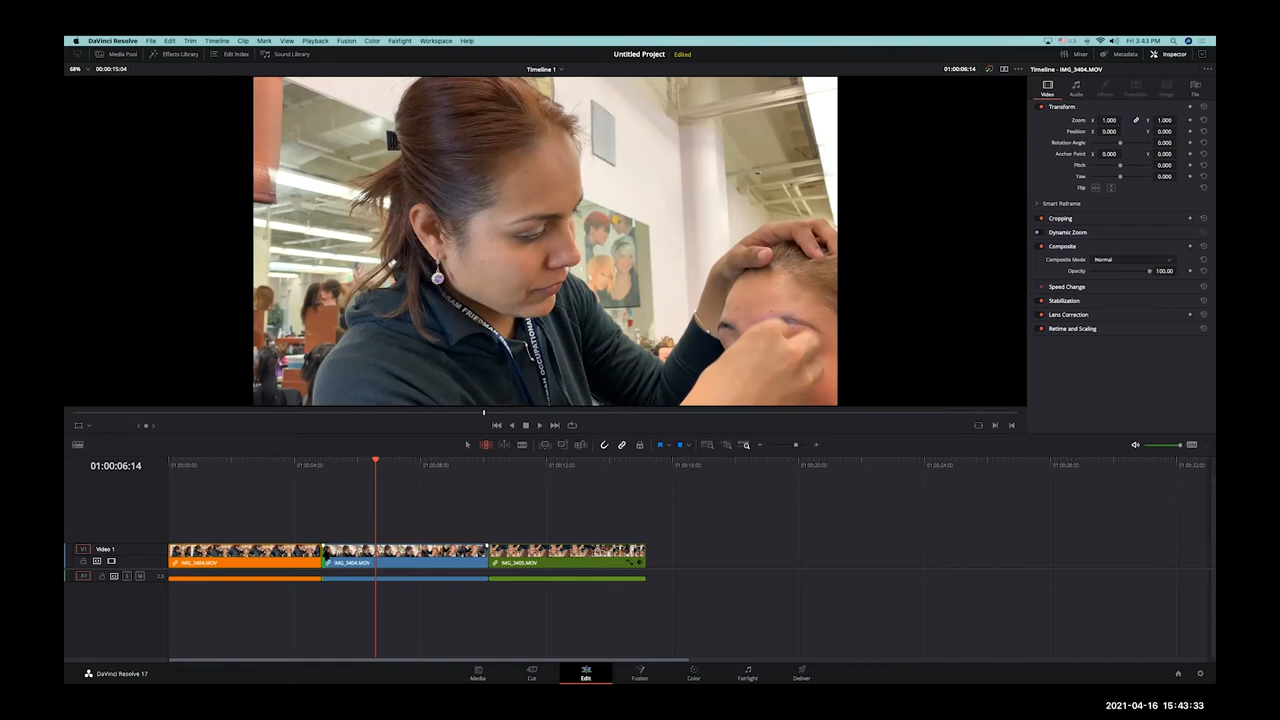 DaVinci Resolve File Edit Trim Timeline Clip Mark View Playback Fusion Color Fairlight Workspace Help Fri 3:43 PM
Media Pool Effects Library Edit Index Sound Library Untitled Project Edited Mixer Metadata Inspector
68% 00:00:15:04 Timeline 1 01:00:06:14 Timeline - IMG_3404.MOV
Video Audio Effects Transition Image File
Transform
Zoom X 1.000 Y 1.000
Position X 0.000 Y 0.000
Rotation Angle 0.000
Anchor Point X 0.000 Y 0.000
Pitch 0.000
Yaw 0.000
Flip
Smart Reframe
Cropping
Dynamic Zoom
Composite
Composite Mode Normal
Opacity 100.00
Speed Change
Stabilization
Lens Correction
Retime and Scaling
FRIEDMAN OCCUPATIONAL
01:00:06:14
V1 Video 1
IMG_3404.MOV IMG_3404.MOV IMG_3405.MOV
A1 S M 2.0
DaVinci Resolve 17 Media Cut Edit Fusion Color Fairlight Deliver
2021-04-16 15:43:33